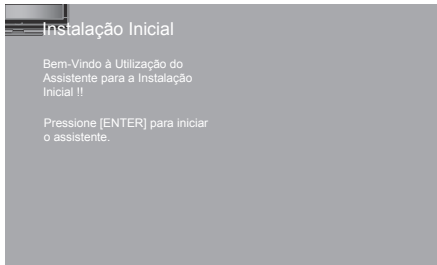 Instalação Inicial
Bem-Vindo à Utilização do
Assistente para a Instalação
Inicial !!
Pressione [ENTER] para iniciar
o assistente.